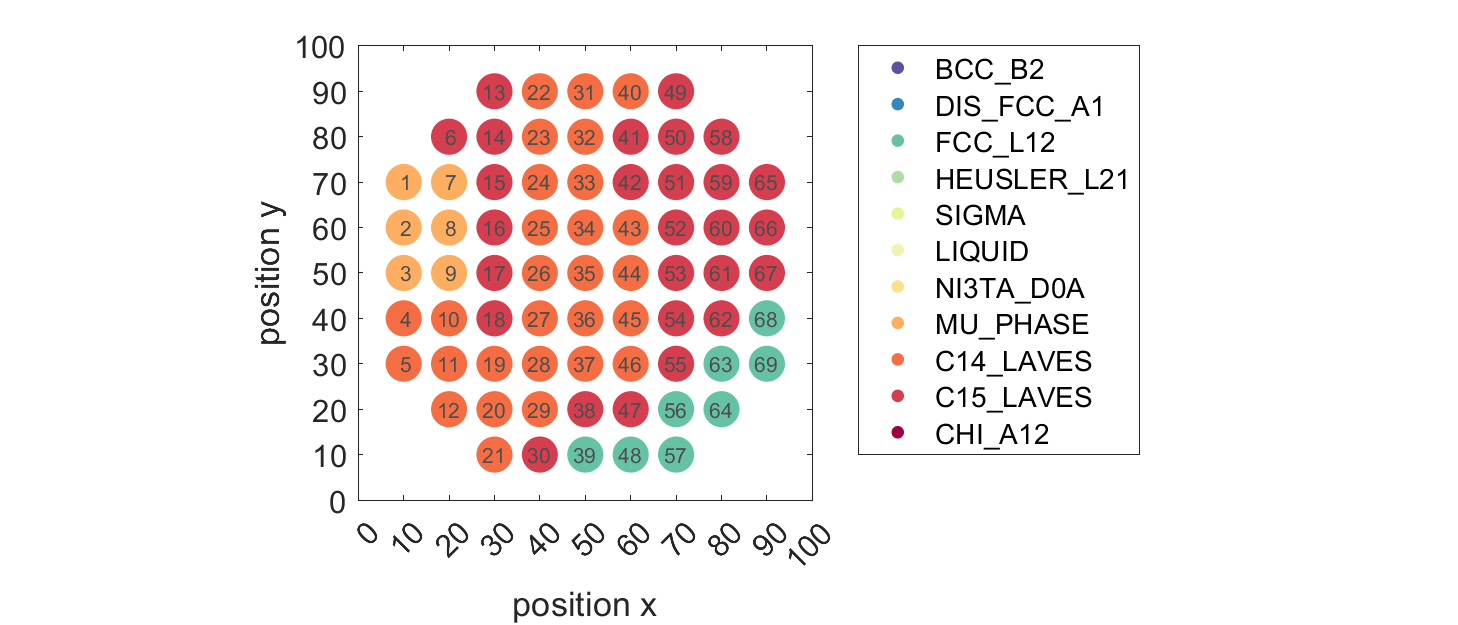 100
90 13 22 31 40 49
80 6 14 23 32 41 50 58
70 1 7 15 24 33 42 51 59 65
60 2 8 16 25 34 43 52 60 66
50 3 9 17 26 35 44 53 61 67
40 4 10 18 27 36 45 54 62 68
30 5 11 19 28 37 46 55 63 69
20 12 20 29 38 47 56 64
10 21 30 39 48 57
0
position y
0 10 20 30 40 50 60 70 80 90 100
position x
BCC_B2
DIS_FCC_A1
FCC_L12
HEUSLER_L21
SIGMA
LIQUID
NI3TA_D0A
MU_PHASE
C14_LAVES
C15_LAVES
CHI_A12